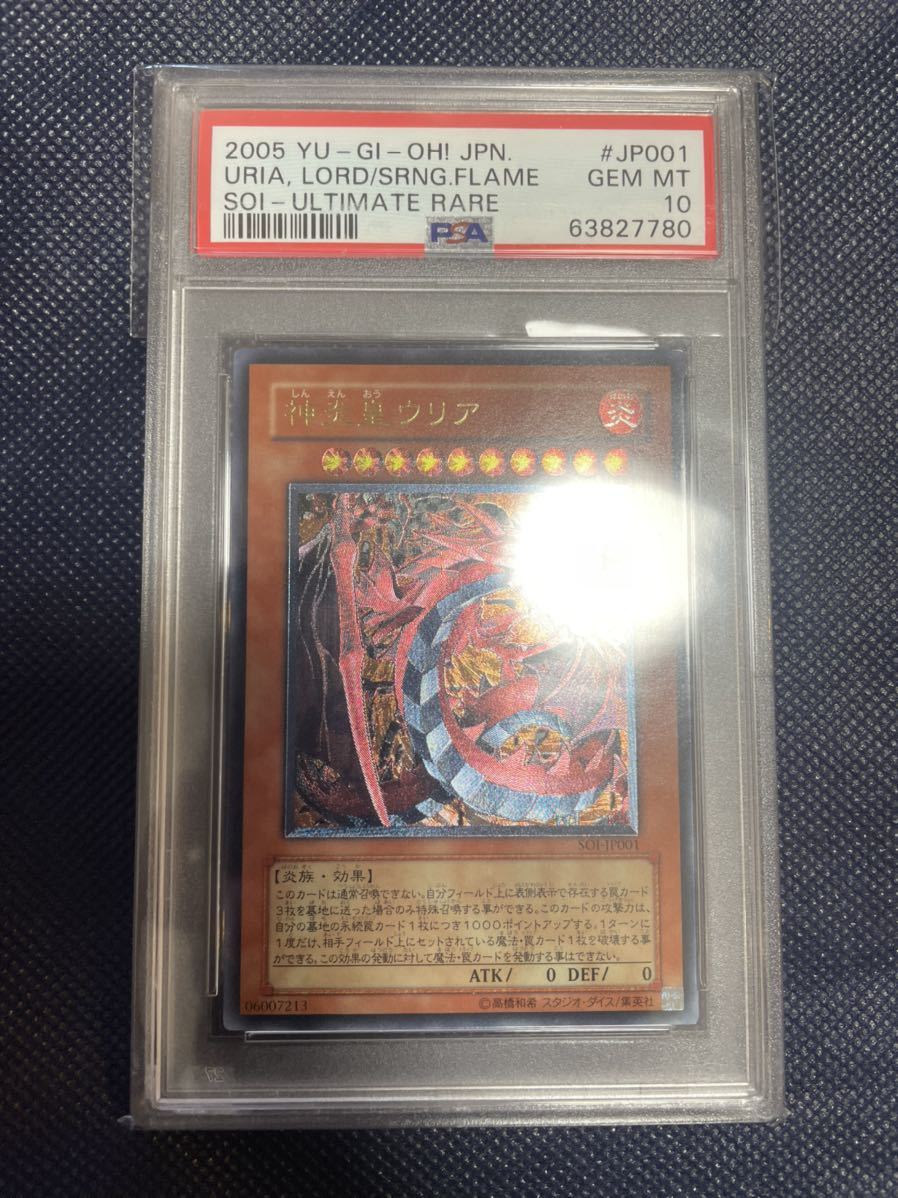 2005 YU-GI-OH! JPN. #JP001
URIA, LORD/SRNG.FLAME GEM MT
SOI-ULTIMATE RARE 10
PSA 63827780
しん えん おう
神炎皇ウリア
炎
SOI-JP001
【炎族・効果】
このカードは通常召喚できない。自分フィールド上に表側表示で存在する罠カード
3枚を墓地に送った場合のみ特殊召喚する事ができる。このカードの攻撃力は、
自分の墓地の永続罠カード1枚につき1000ポイントアップする。1ターンに
1度だけ、相手フィールド上にセットされている魔法・罠カード1枚を破壊する事
ができる。この効果の発動に対して魔法・罠カードを発動する事はできない。
ATK/ 0 DEF/ 0
06007213 ©高橋和希 スタジオ・ダイス/集英社